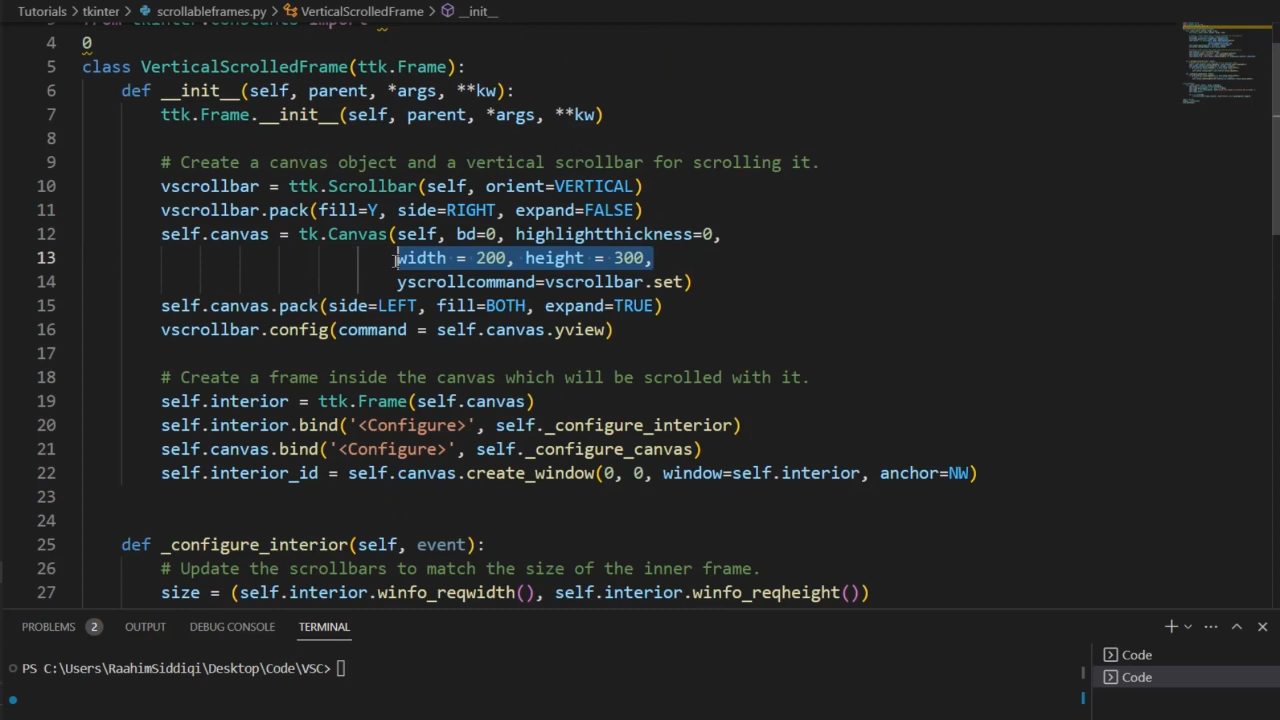 Tutorials > tkinter > scrollableframes.py > VerticalScrolledFrame > __init__
from tkinter.constants import *
4 0
5 class VerticalScrolledFrame(ttk.Frame):
6 def __init__(self, parent, *args, **kw):
7 ttk.Frame.__init__(self, parent, *args, **kw)
8
9 # Create a canvas object and a vertical scrollbar for scrolling it.
10 vscrollbar = ttk.Scrollbar(self, orient=VERTICAL)
11 vscrollbar.pack(fill=Y, side=RIGHT, expand=FALSE)
12 self.canvas = tk.Canvas(self, bd=0, highlightthickness=0,
13 width = 200, height = 300,
14 yscrollcommand=vscrollbar.set)
15 self.canvas.pack(side=LEFT, fill=BOTH, expand=TRUE)
16 vscrollbar.config(command = self.canvas.yview)
17
18 # Create a frame inside the canvas which will be scrolled with it.
19 self.interior = ttk.Frame(self.canvas)
20 self.interior.bind('<Configure>', self._configure_interior)
21 self.canvas.bind('<Configure>', self._configure_canvas)
22 self.interior_id = self.canvas.create_window(0, 0, window=self.interior, anchor=NW)
23
24
25 def _configure_interior(self, event):
26 # Update the scrollbars to match the size of the inner frame.
27 size = (self.interior.winfo_reqwidth(), self.interior.winfo_reqheight())
PROBLEMS 2 OUTPUT DEBUG CONSOLE TERMINAL
PS C:\Users\RaahimSiddiqi\Desktop\Code\VSC>
Code
Code